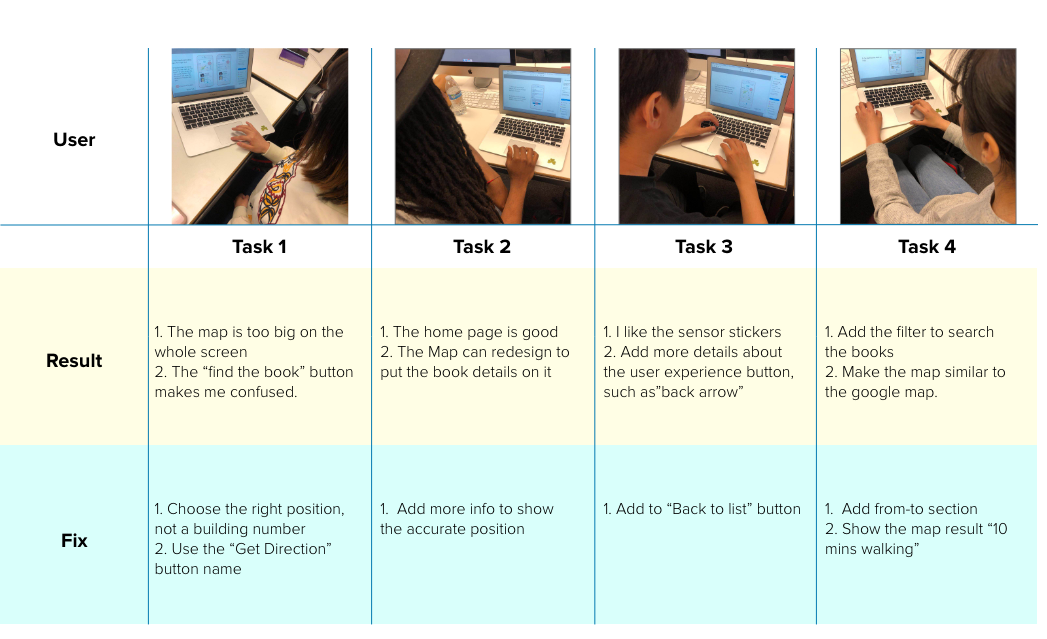 User
Task 1
Task 2
Task 3
Task 4
Result
1. The map is too big on the
whole screen
2. The “find the book” button
makes me confused.
1. The home page is good
2. The Map can redesign to
put the book details on it
1. I like the sensor stickers
2. Add more details about
the user experience button,
such as”back arrow”
1. Add the filter to search
the books
2. Make the map similar to
the google map.
Fix
1. Choose the right position,
not a building number
2. Use the “Get Direction”
button name
1.  Add more info to show
the accurate position
1. Add to “Back to list” button
1.  Add from-to section
2. Show the map result “10
mins walking”